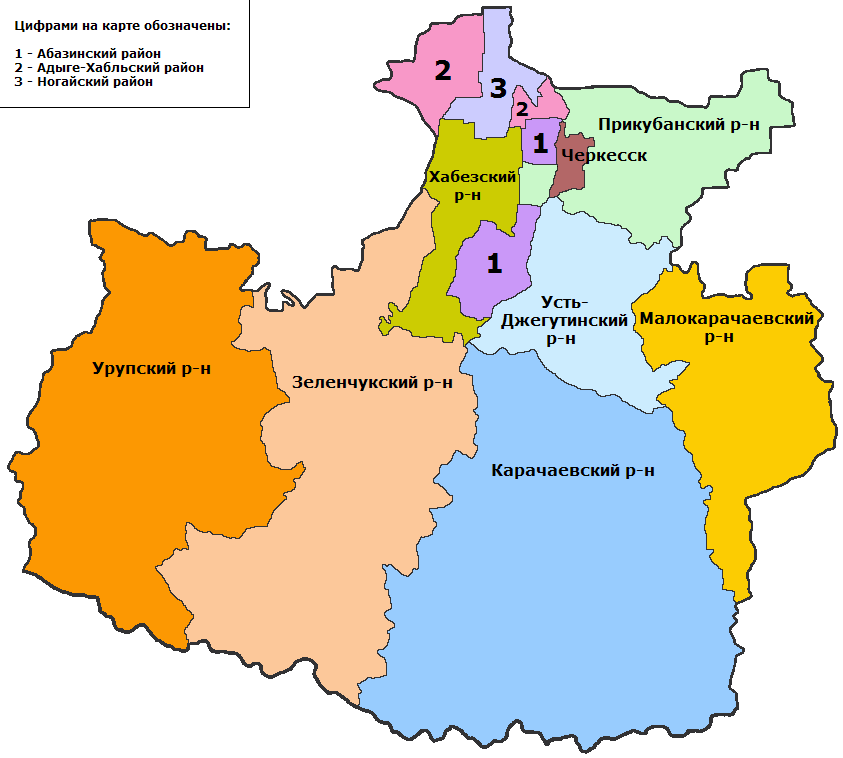 Цифрами на карте обозначены:
1 - Абазинский район
2 - Адыге-Хабльский район
3 - Ногайский район
2
3
2
Прикубанский р-н
1
Черкесск
Хабезский
р-н
1
Усть-
Джегутинский
р-н
Малокарачаевский
р-н
Урупский р-н
Зеленчукский р-н
Карачаевский р-н